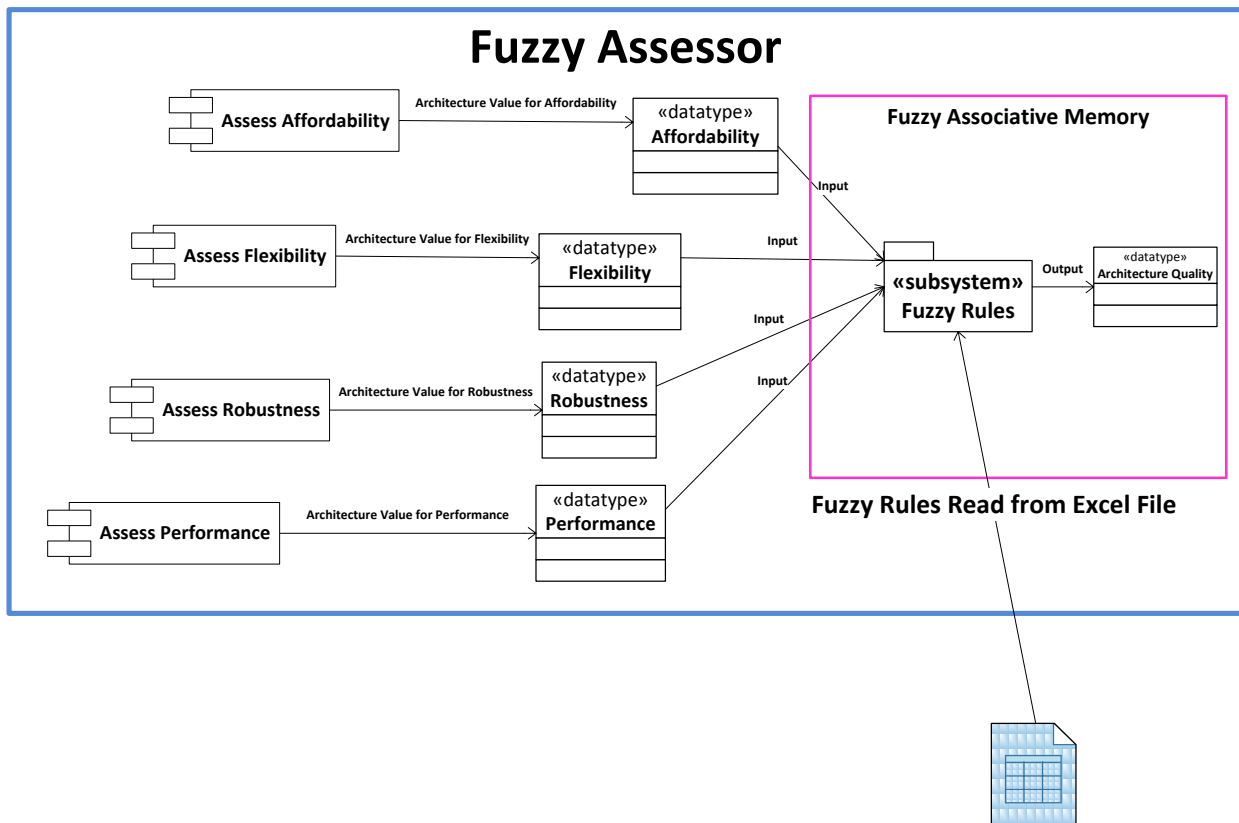 Fuzzy Assessor
Assess Affordability
Architecture Value for Affordability
«datatype»
Affordability
Input
Fuzzy Associative Memory
Assess Flexibility
Architecture Value for Flexibility
«datatype»
Flexibility
Input
«subsystem»
Fuzzy Rules
Output
«datatype»
Architecture Quality
Assess Robustness
Architecture Value for Robustness
«datatype»
Robustness
Input
Assess Performance
Architecture Value for Performance
«datatype»
Performance
Input
Fuzzy Rules Read from Excel File